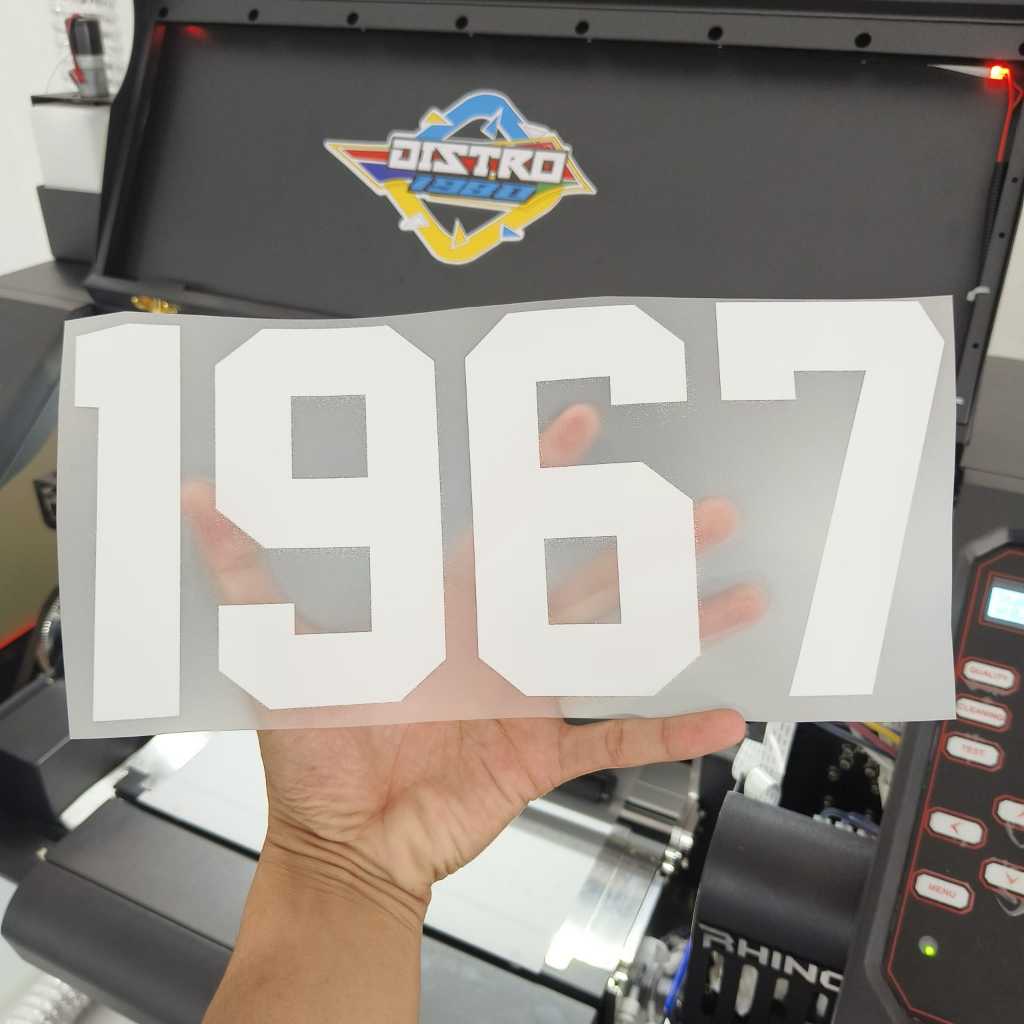 DISTRO
1980
1967
QUALITY
CLEANING
TEST
MENU
RHINO